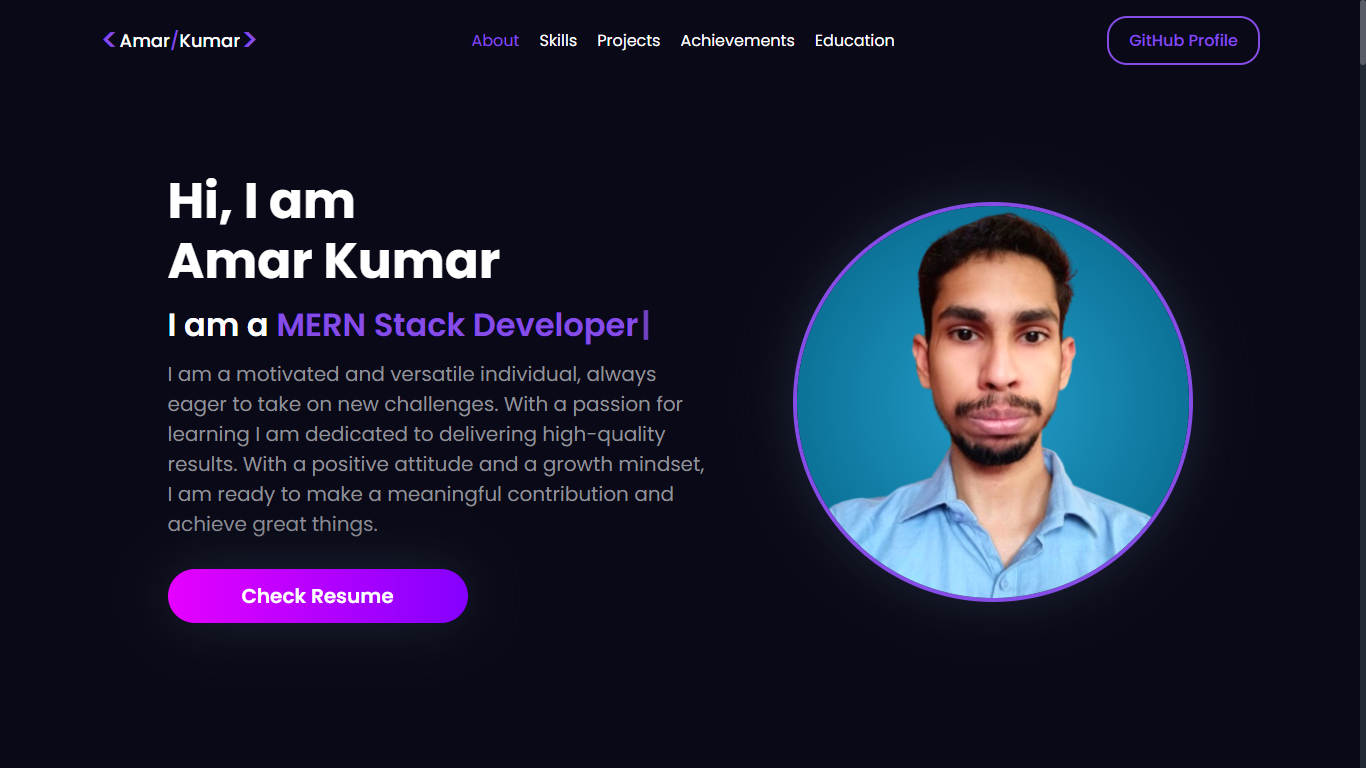 <Amar/Kumar>
About Skills Projects Achievements Education
GitHub Profile
Hi, I am
Amar Kumar
I am a MERN Stack Developer|
I am a motivated and versatile individual, always
eager to take on new challenges. With a passion for
learning I am dedicated to delivering high-quality
results. With a positive attitude and a growth mindset,
I am ready to make a meaningful contribution and
achieve great things.
Check Resume